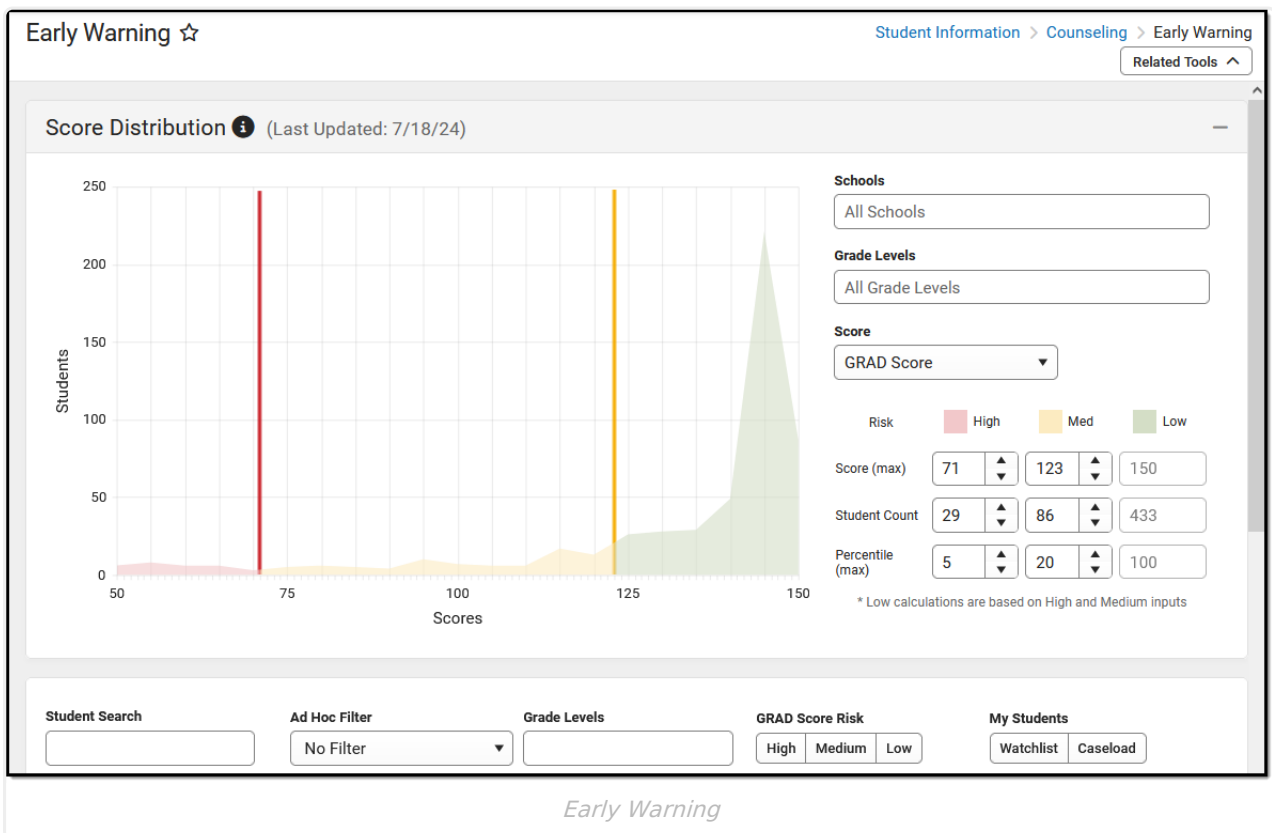 Early Warning
Student Information > Counseling > Early Warning
Related Tools
Score Distribution (Last Updated: 7/18/24)
250
200
150
100
50
0
Students
50 75 100 125 150
Scores
Schools
All Schools
Grade Levels
All Grade Levels
Score
GRAD Score
Risk High Med Low
Score (max) 71 123 150
Student Count 29 86 433
Percentile
(max) 5 20 100
* Low calculations are based on High and Medium inputs
Student Search Ad Hoc Filter Grade Levels GRAD Score Risk My Students
No Filter High Medium Low Watchlist Caseload
Early Warning